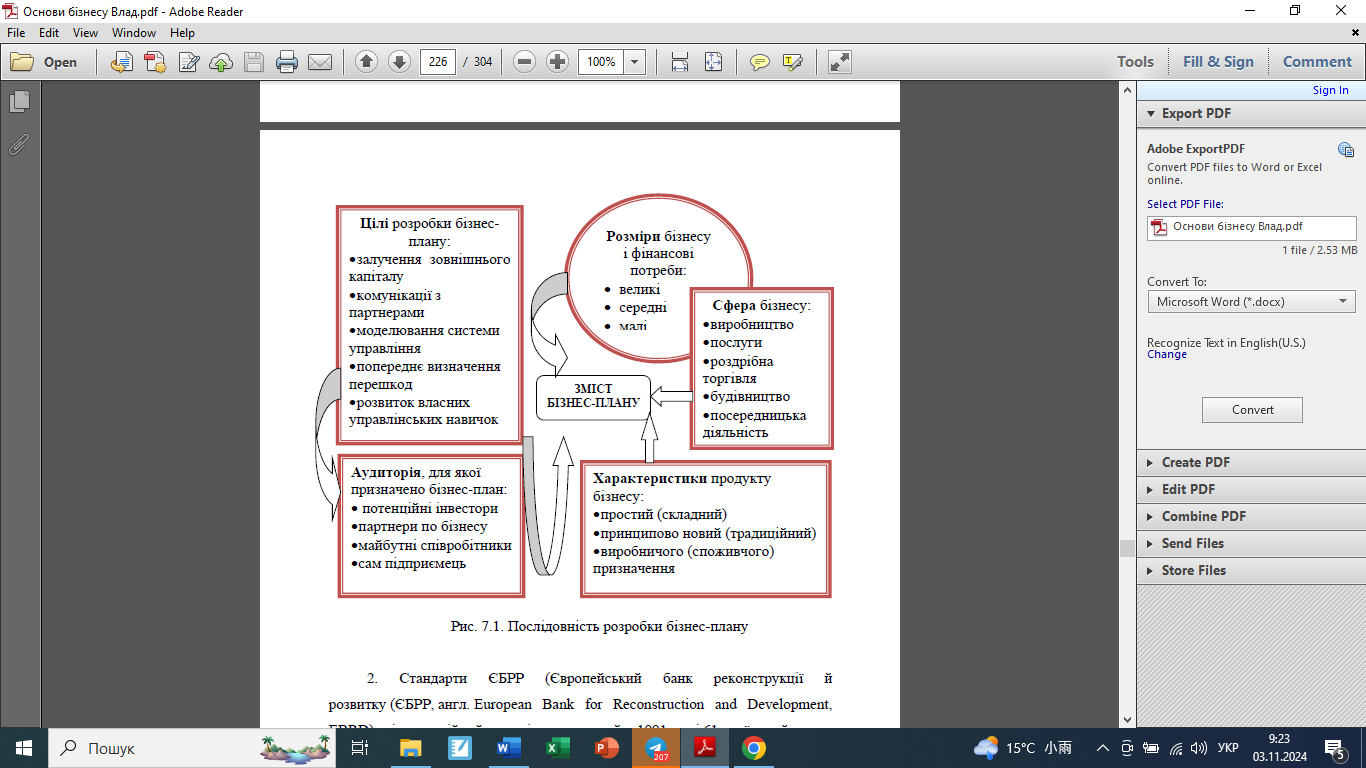 Основи бізнесу Влад.pdf - Adobe Reader
File Edit View Window Help
Open 226 / 304 100% Tools Fill & Sign Comment
Sign In
Export PDF
Adobe ExportPDF
Convert PDF files to Word or Excel
online.
Select PDF File:
Основи бізнесу Влад.pdf
1 file / 2.53 MB
Convert To:
Microsoft Word (*.docx)
Recognize Text in English(U.S.)
Change
Convert
Create PDF
Edit PDF
Combine PDF
Send Files
Store Files
Цілі розробки бізнес-
плану:
•залучення зовнішнього
капіталу
•комунікації з
партнерами
•моделювання системи
управління
•попереднє визначення
перешкод
•розвиток власних
управлінських навичок
Розміри бізнесу
і фінансові
потреби:
• великі
• середні
• малі
Сфера бізнесу:
•виробництво
•послуги
•роздрібна
торгівля
•будівництво
•посередницька
діяльність
ЗМІСТ
БІЗНЕС-ПЛАНУ
Аудиторія, для якої
призначено бізнес-план:
• потенційні інвестори
•партнери по бізнесу
•майбутні співробітники
•сам підприємець
Характеристики продукту
бізнесу:
•простий (складний)
•принципово новий (традиційний)
•виробничого (споживчого)
призначення
Рис. 7.1. Послідовність розробки бізнес-плану
2. Стандарти ЄБРР (Європейський банк реконструкції й
розвитку (ЄБРР, англ. European Bank for Reconstruction and Development,
Пошук
207
15°C 小雨
УКР
9:23
03.11.2024
5